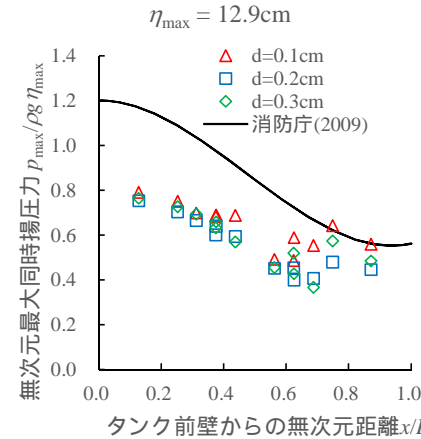 η_max = 12.9cm
無次元最大同時揚圧力 p_max/ρg η_max
1.4
1.2
1.0
0.8
0.6
0.4
0.2
0.0
d=0.1cm
d=0.2cm
d=0.3cm
消防庁(2009)
0.0 0.2 0.4 0.6 0.8 1.0
タンク前壁からの無次元距離x/